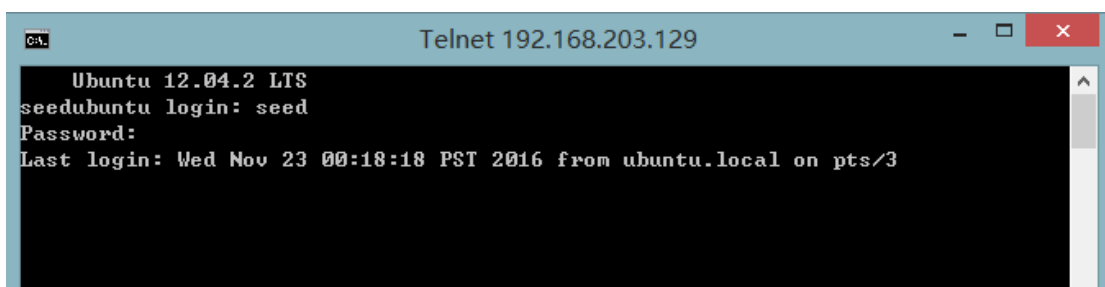 Telnet 192.168.203.129
Ubuntu 12.04.2 LTS
seedubuntu login: seed
Password:
Last login: Wed Nov 23 00:18:18 PST 2016 from ubuntu.local on pts/3